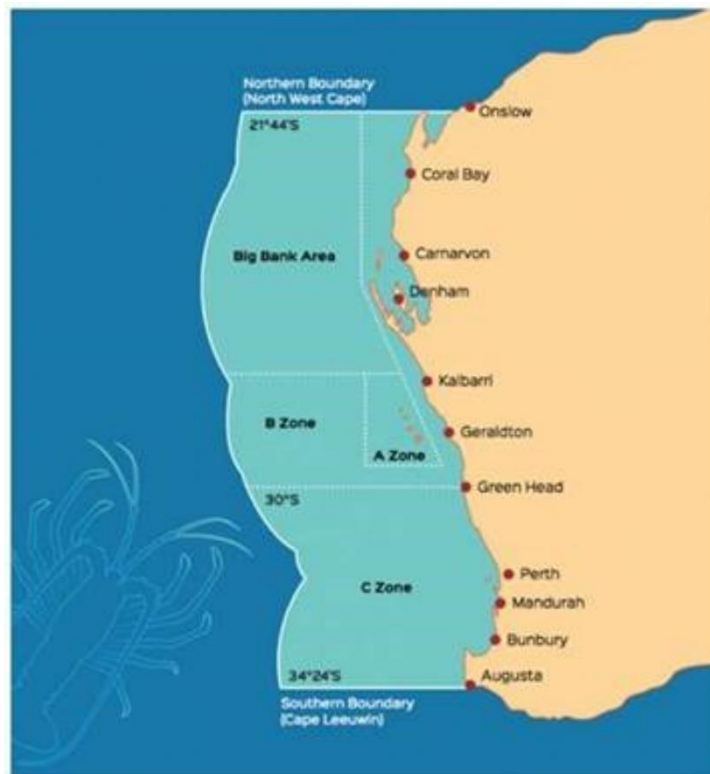 Northern Boundary
(North West Cape)
21°44'S
Onslow
Coral Bay
Big Bank Area
Carnarvon
Denham
Kalbarri
B Zone
A Zone
Geraldton
Green Head
30°S
Perth
C Zone
Mandurah
Bunbury
34°24'S
Augusta
Southern Boundary
(Cape Leeuwin)